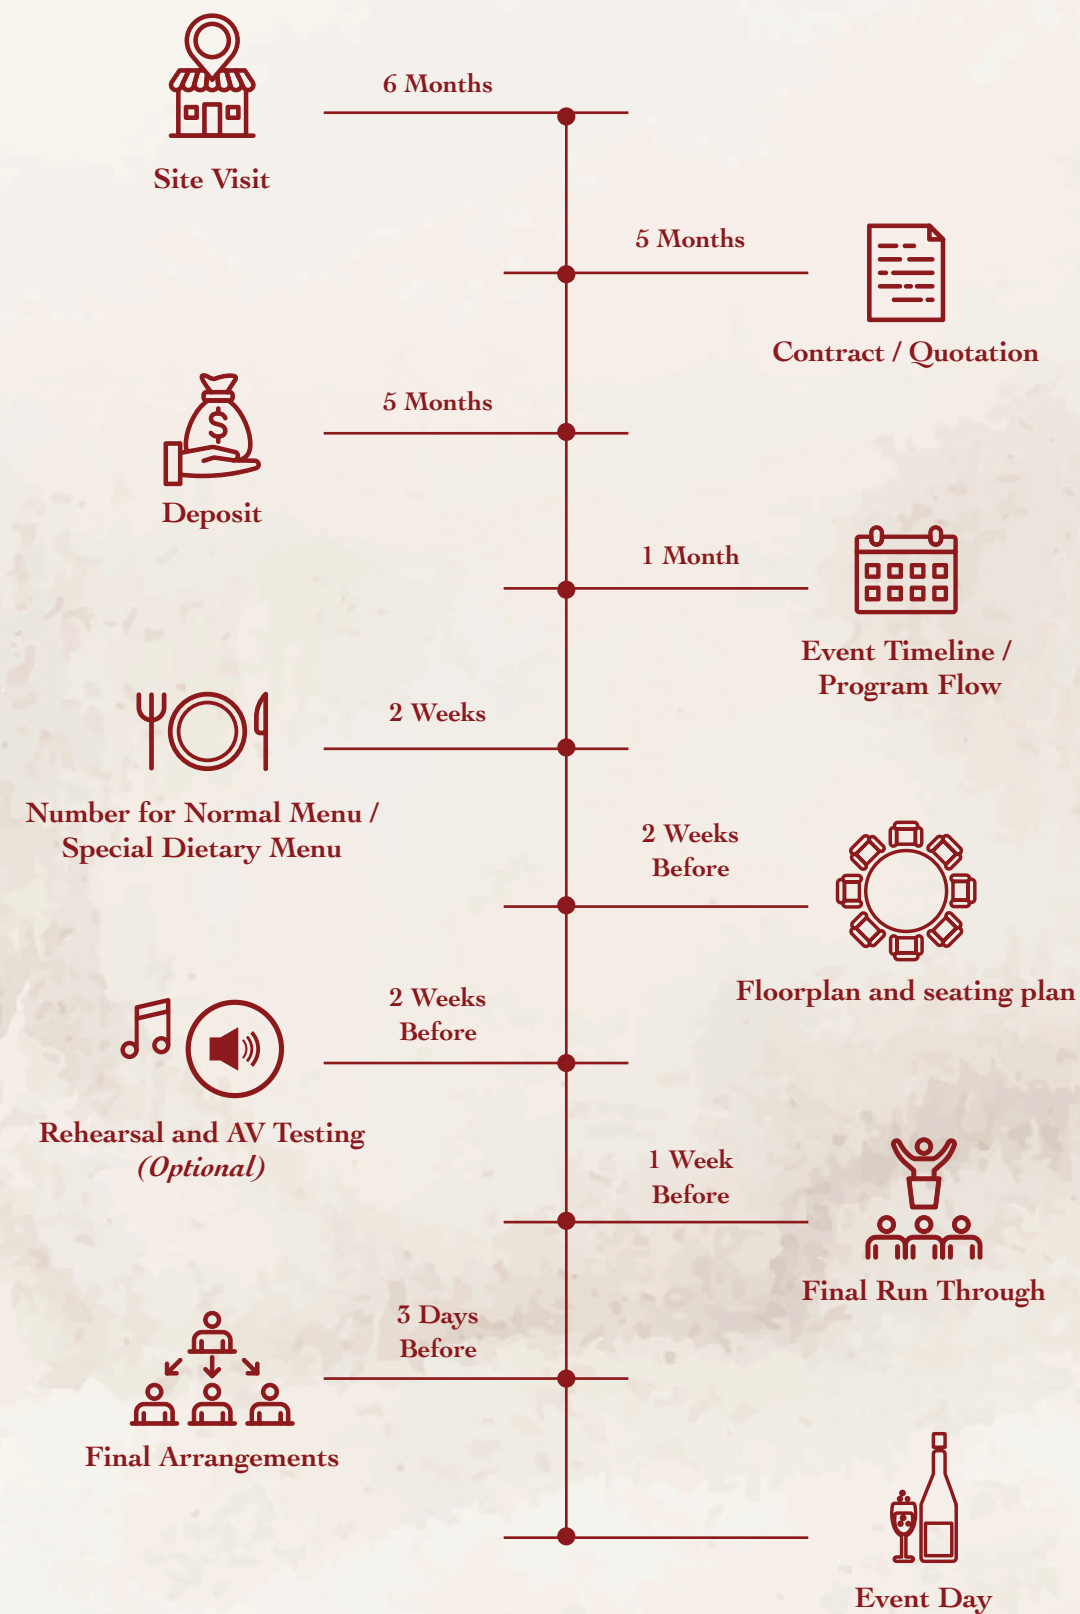 6 Months
Site Visit
5 Months
Contract / Quotation
5 Months
$
Deposit
1 Month
Event Timeline /
Program Flow
2 Weeks
Number for Normal Menu /
Special Dietary Menu
2 Weeks
Before
Floorplan and seating plan
2 Weeks
Before
Rehearsal and AV Testing
(Optional)
1 Week
Before
Final Run Through
3 Days
Before
Final Arrangements
Event Day